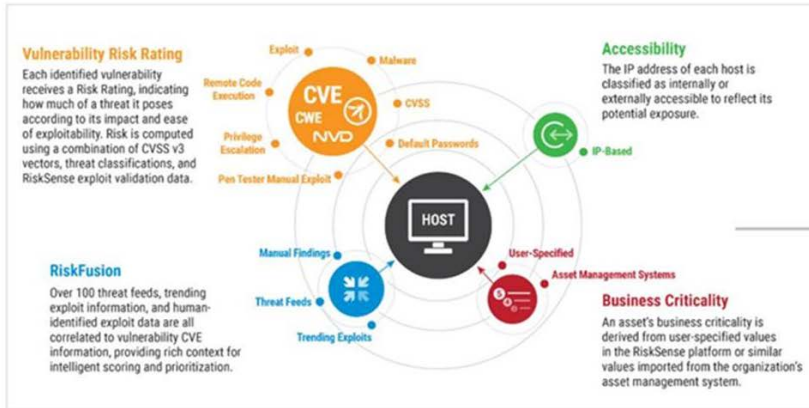 Vulnerability Risk Rating
Each identified vulnerability
receives a Risk Rating, indicating
how much of a threat it poses
according to its impact and ease
of exploitability. Risk is computed
using a combination of CVSS v3
vectors, threat classifications, and
RiskSense exploit validation data.
Exploit
Malware
Remote Code
Execution
CVE
CWE
NVD
CVSS
Privilege
Escalation
Default Passwords
Pen Tester Manual Exploit
Accessibility
The IP address of each host is
classified as internally or
externally accessible to reflect its
potential exposure.
IP-Based
HOST
RiskFusion
Over 100 threat feeds, trending
exploit information, and human-
identified exploit data are all
correlated to vulnerability CVE
information, providing rich context for
intelligent scoring and prioritization.
Manual Findings
Threat Feeds
Trending Exploits
User-Specified
Asset Management Systems
5
4
Business Criticality
An asset's business criticality is
derived from user-specified values
in the RiskSense platform or similar
values imported from the organization's
asset management system.